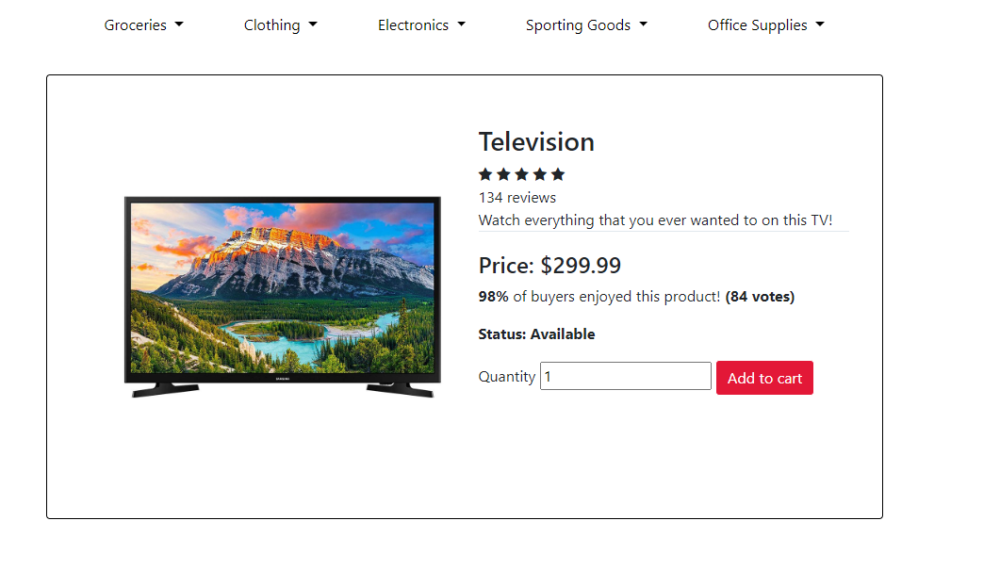 Groceries Clothing Electronics Sporting Goods Office Supplies
Television
134 reviews
Watch everything that you ever wanted to on this TV!
Price: $299.99
98% of buyers enjoyed this product! (84 votes)
Status: Available
Quantity 1 Add to cart
SAMSUNG